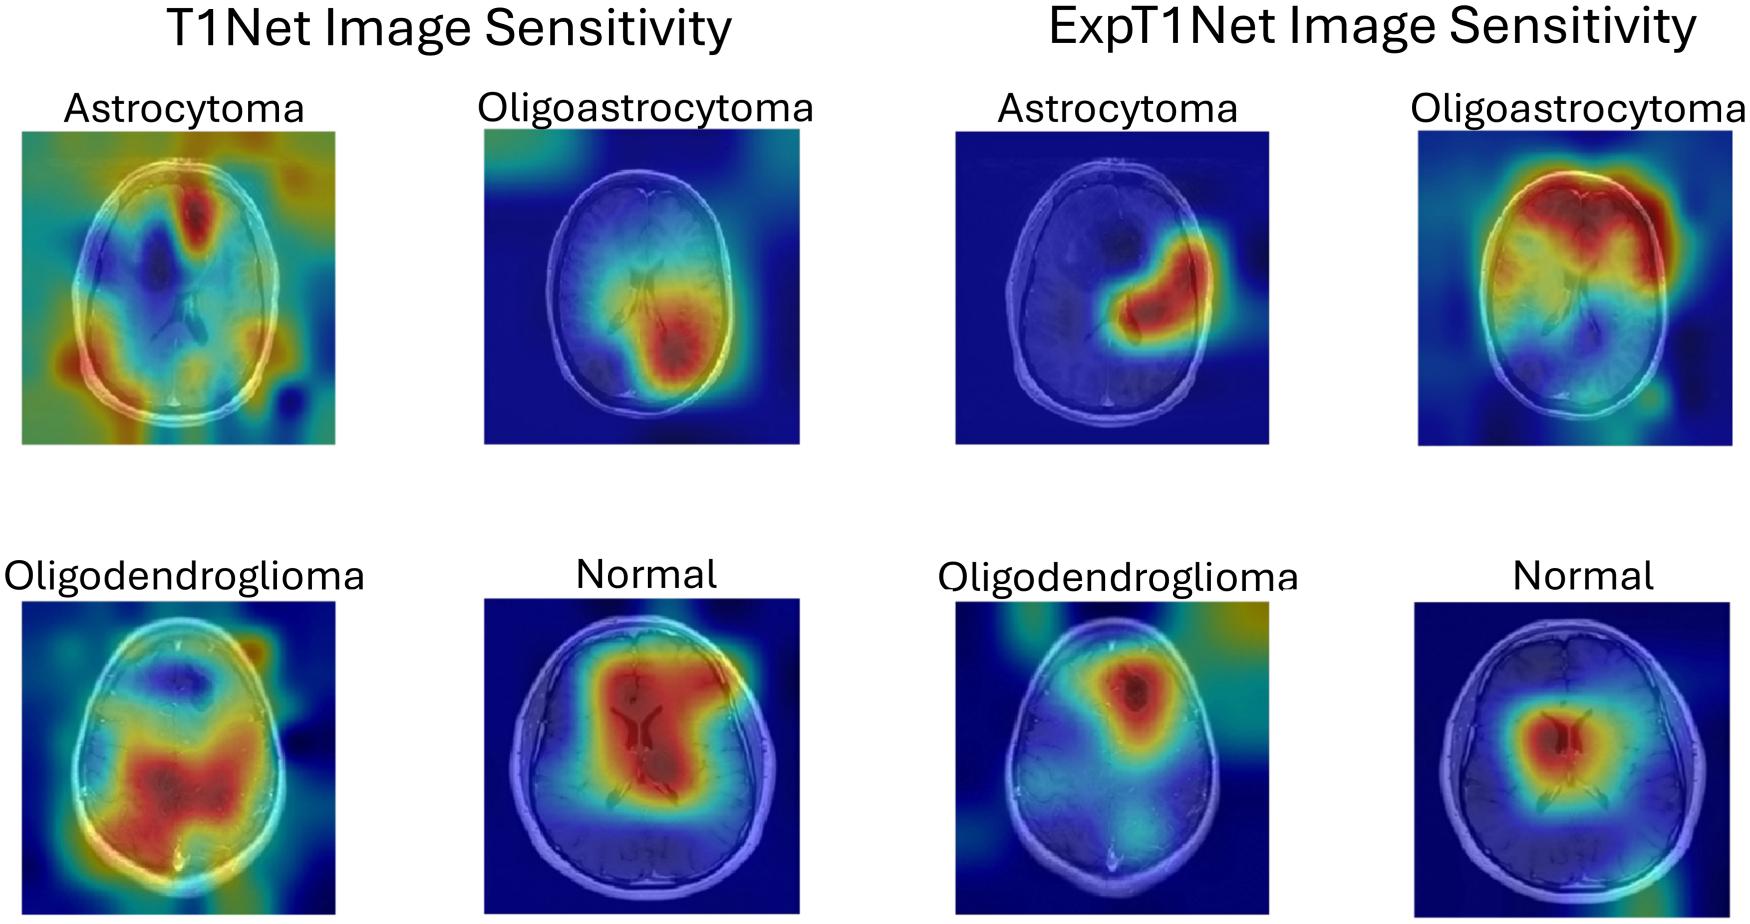 T1Net Image Sensitivity
ExpT1Net Image Sensitivity
Astrocytoma
Oligoastrocytoma
Astrocytoma
Oligoastrocytoma
Oligodendroglioma
Normal
Oligodendroglioma
Normal